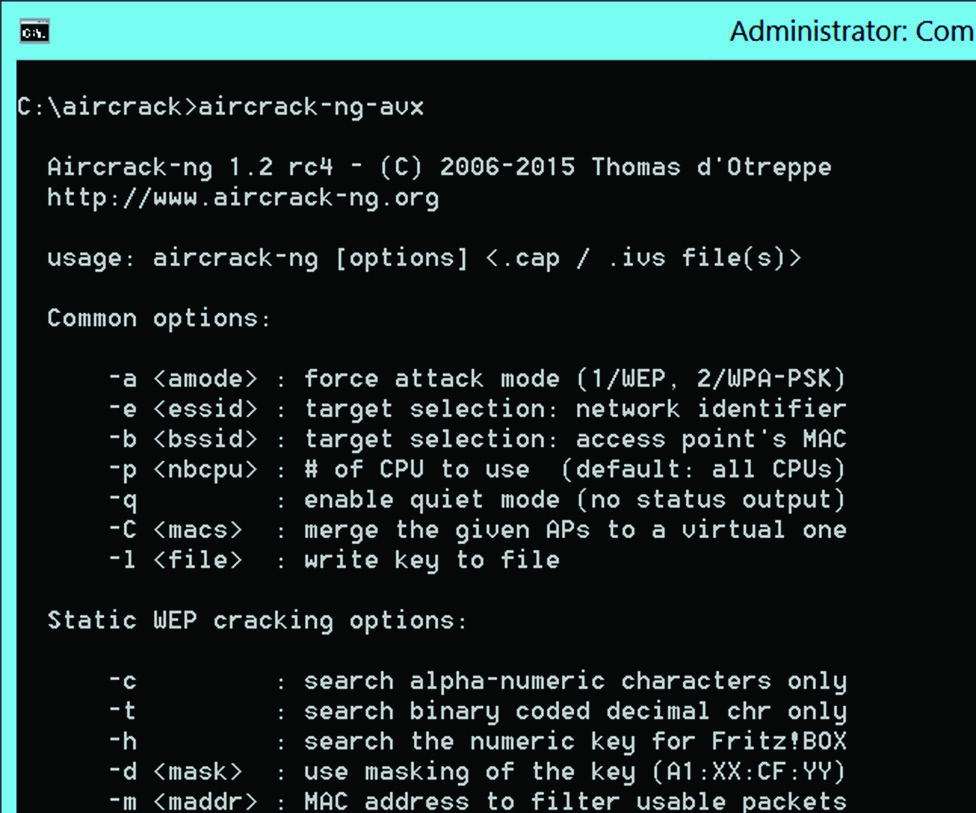 Administrator: Com
C:\aircrack>aircrack-ng-avx
Aircrack-ng 1.2 rc4 - (C) 2006-2015 Thomas d'Otreppe
http://www.aircrack-ng.org
usage: aircrack-ng [options] <.cap / .ivs file(s)>
Common options:
-a <amode> : force attack mode (1/WEP, 2/WPA-PSK)
-e <essid> : target selection: network identifier
-b <bssid> : target selection: access point's MAC
-p <nbcpu> : # of CPU to use  (default: all CPUs)
-q         : enable quiet mode (no status output)
-C <macs>  : merge the given APs to a virtual one
-l <file>  : write key to file
Static WEP cracking options:
-c         : search alpha-numeric characters only
-t         : search binary coded decimal chr only
-h         : search the numeric key for Fritz!BOX
-d <mask>  : use masking of the key (A1:XX:CF:YY)
-m <maddr> : MAC address to filter usable packets